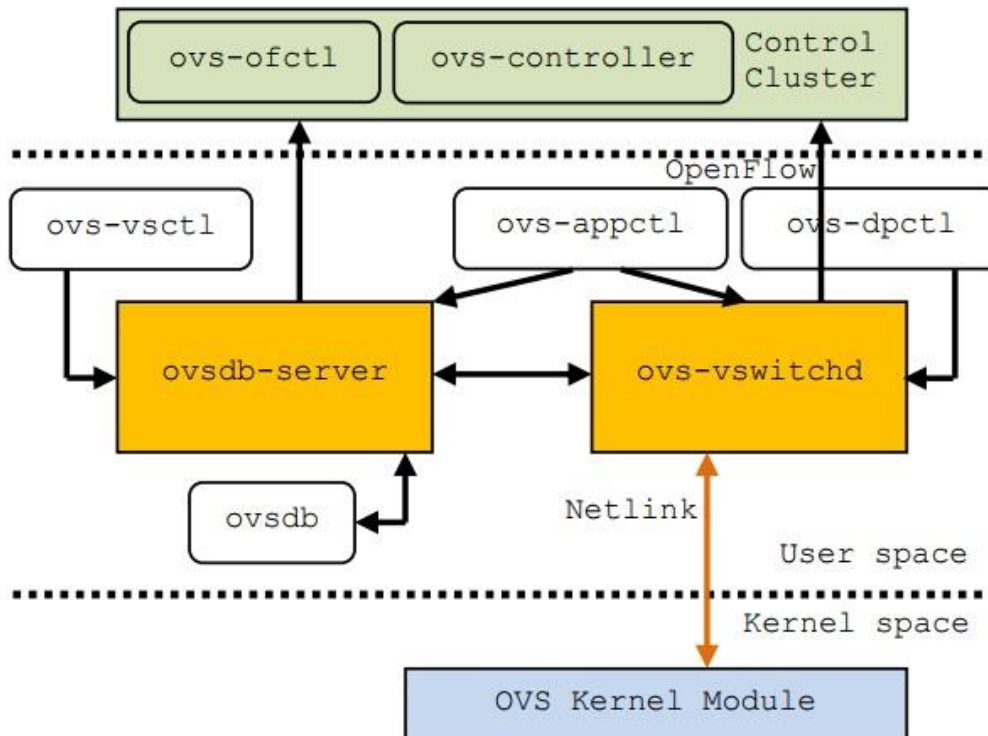 ovs-ofctl
ovs-controller
Control
Cluster
OpenFlow
ovs-vsctl
ovs-appctl
ovs-dpctl
ovsdb-server
ovs-vswitchd
ovsdb
Netlink
User space
Kernel space
OVS Kernel Module